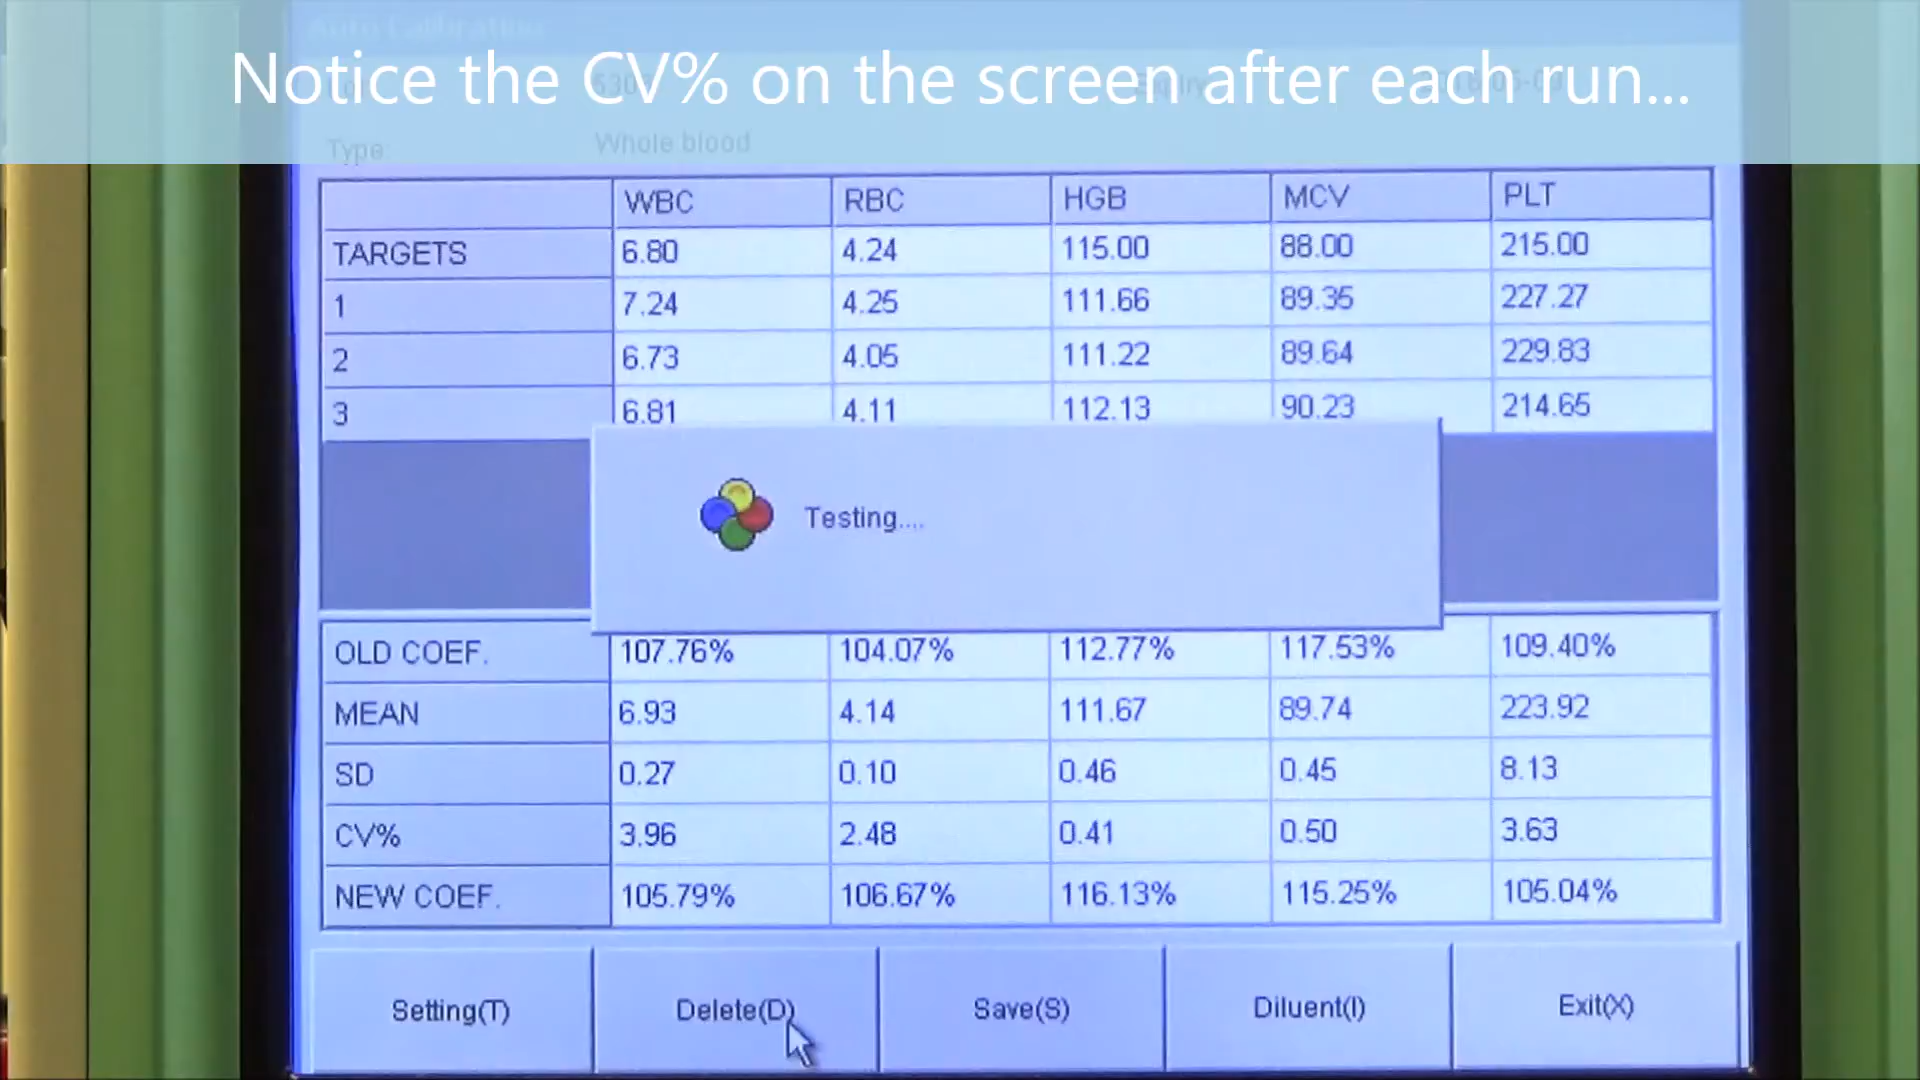 Auto Calibration
Notice the CV% on the screen after each run...
Type Whole blood
WBC RBC HGB MCV PLT
TARGETS 6.80 4.24 115.00 88.00 215.00
1 7.24 4.25 111.66 89.35 227.27
2 6.73 4.05 111.22 89.64 229.83
3 6.81 4.11 112.13 90.23 214.65
Testing....
OLD COEF. 107.76% 104.07% 112.77% 117.53% 109.40%
MEAN 6.93 4.14 111.67 89.74 223.92
SD 0.27 0.10 0.46 0.45 8.13
CV% 3.96 2.48 0.41 0.50 3.63
NEW COEF. 105.79% 106.67% 116.13% 115.25% 105.04%
Setting(T) Delete(D) Save(S) Diluent(I) Exit(X)